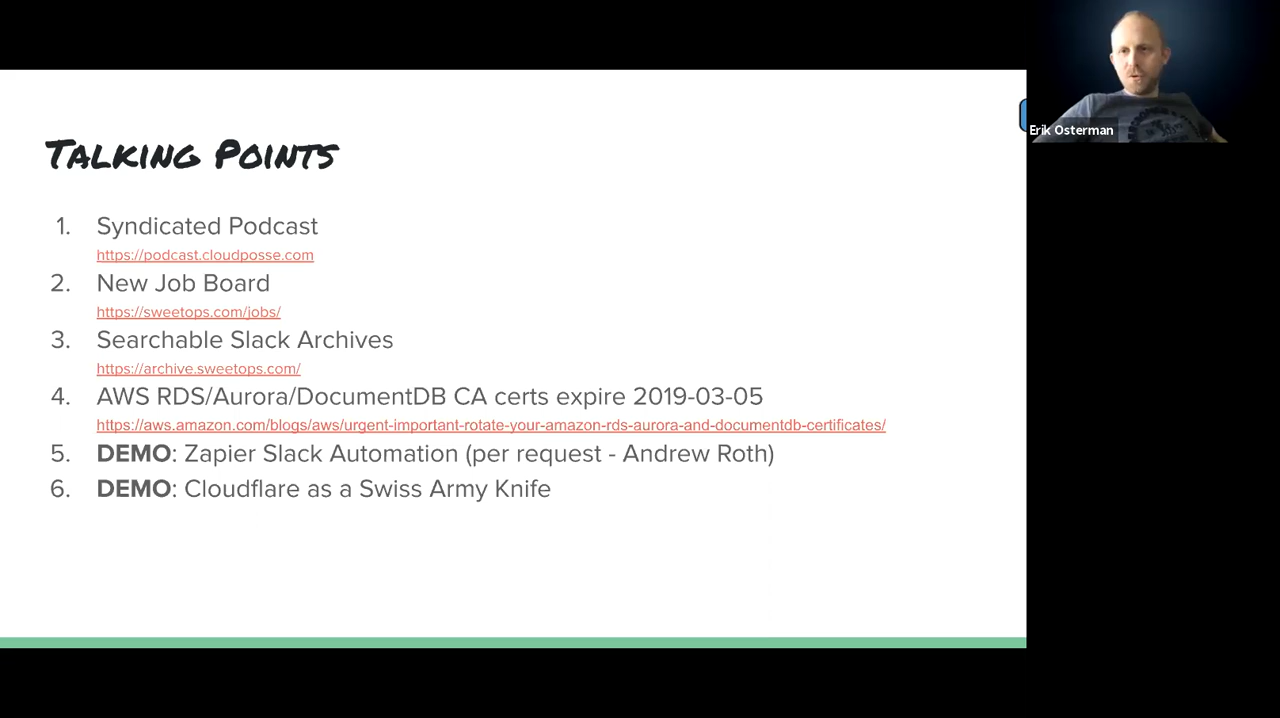 Talking Points
1. Syndicated Podcast
https://podcast.cloudposse.com
2. New Job Board
https://sweetops.com/jobs/
3. Searchable Slack Archives
https://archive.sweetops.com/
4. AWS RDS/Aurora/DocumentDB CA certs expire 2019-03-05
https://aws.amazon.com/blogs/aws/urgent-important-rotate-your-amazon-rds-aurora-and-documentdb-certificates/
5. DEMO: Zapier Slack Automation (per request - Andrew Roth)
6. DEMO: Cloudflare as a Swiss Army Knife
Erik Osterman